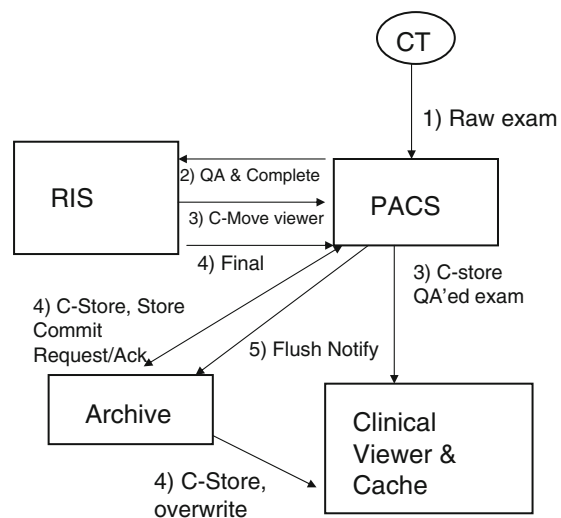 CT
1) Raw exam
RIS
2) QA & Complete
3) C-Move viewer
4) Final
PACS
3) C-store
QA'ed exam
4) C-Store, Store
Commit
Request/Ack
5) Flush Notify
Archive
Clinical
Viewer &
Cache
4) C-Store,
overwrite